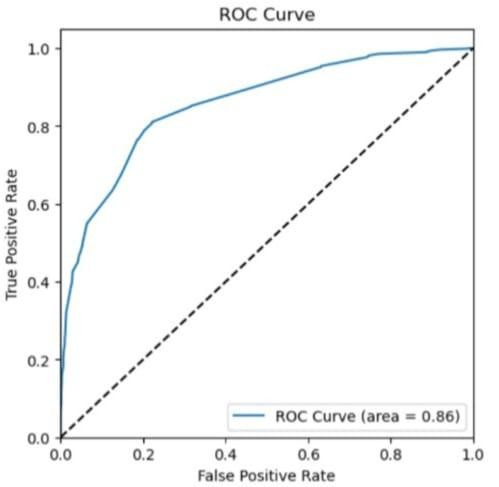 ROC Curve
1.0
0.8
0.6
0.4
0.2
0.0
True Positive Rate
ROC Curve (area = 0.86)
0.0 0.2 0.4 0.6 0.8 1.0
False Positive Rate